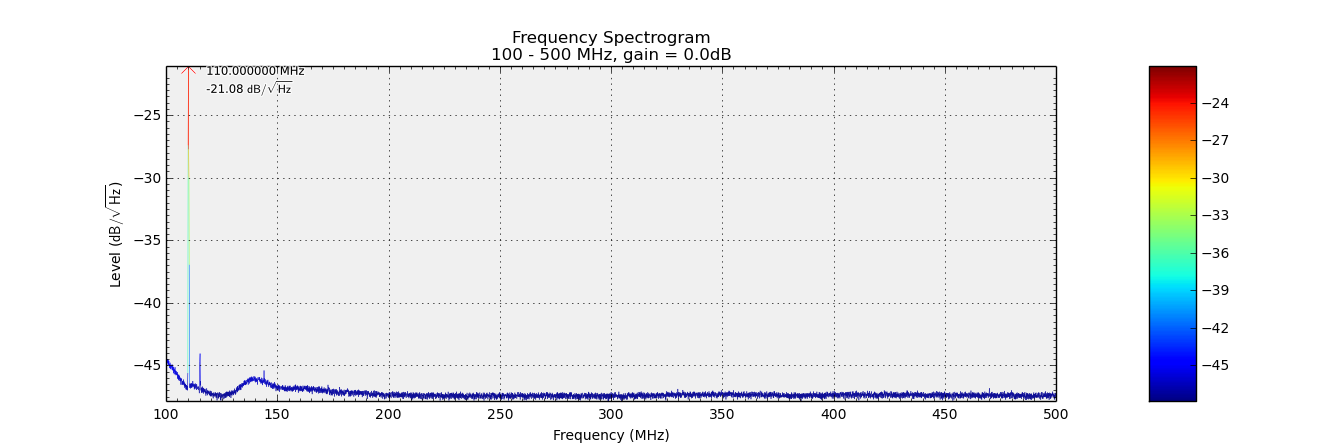 Frequency Spectrogram
100 - 500 MHz, gain = 0.0dB
110.000000 MHz
-21.08 dB/√Hz
Level (dB/√Hz)
−25
−30
−35
−40
−45
100 150 200 250 300 350 400 450 500
Frequency (MHz)
−24
−27
−30
−33
−36
−39
−42
−45